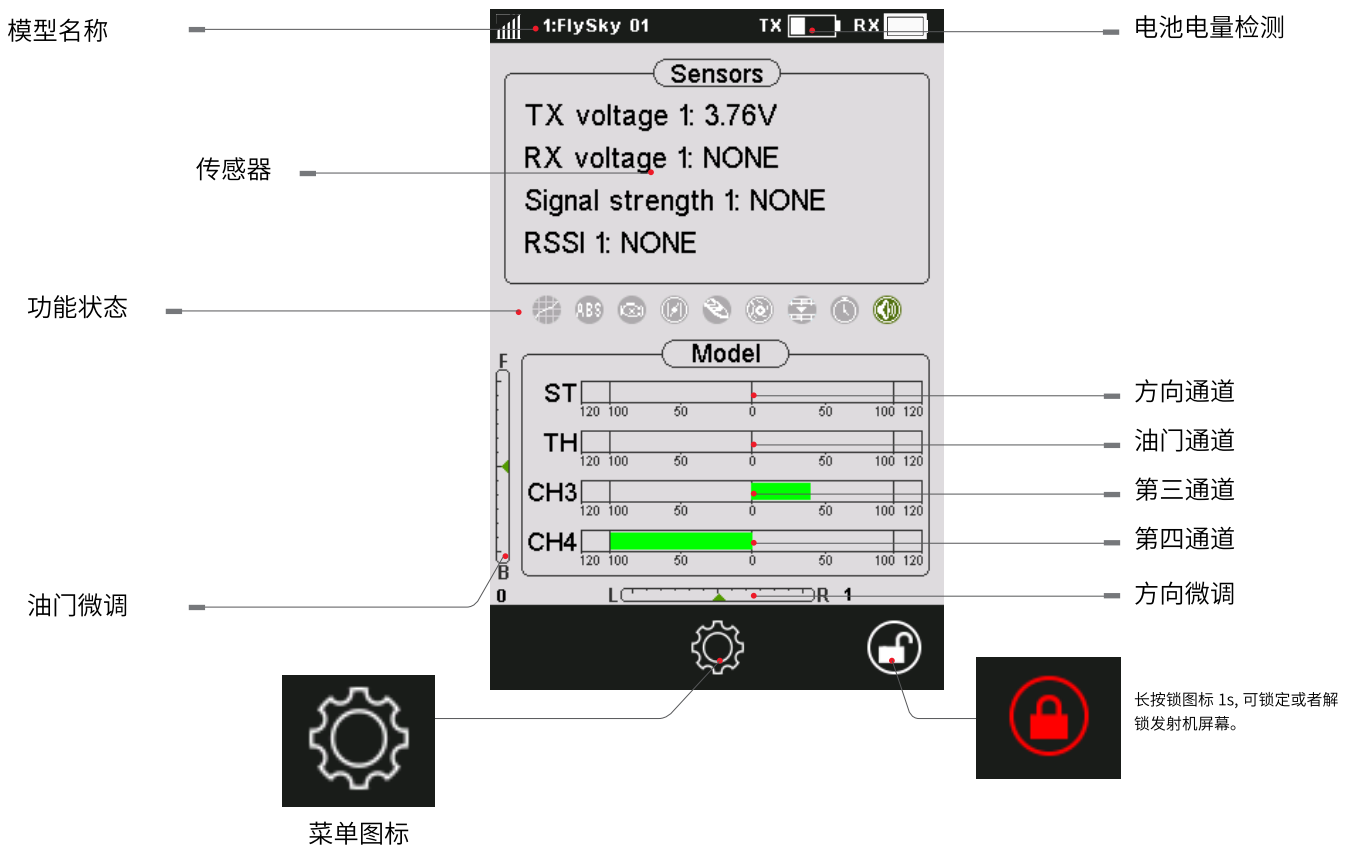 模型名称
1:FlySky 01
TX
RX
电池电量检测
Sensors
TX voltage 1: 3.76V
RX voltage 1: NONE
Signal strength 1: NONE
RSSI 1: NONE
传感器
功能状态
ABS
Model
F
ST
120 100 50 0 50 100 120
方向通道
TH
120 100 50 0 50 100 120
油门通道
CH3
120 100 50 0 50 100 120
第三通道
CH4
120 100 50 0 50 100 120
第四通道
B
0
L
R 1
方向微调
油门微调
长按锁图标 1s, 可锁定或者解
锁发射机屏幕。
菜单图标